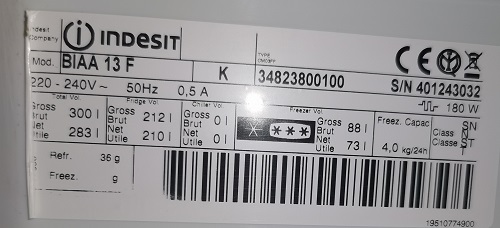 indesit
Company
indesit
TYPE
Mod. BIAA 13 F
K
34823800100
S/N 401243032
220 - 240V~ 50Hz 0,5 A
180 W
Total Vol.
Fridge Vol
Chiller Vol
Freezer Vol
Gross
Brut 300 l
Net
Utile 283 l
Gross
Brut 212 l
Net
Utile 210 l
Gross
Brut 0 l
Net
Utile 0 l
Gross
Brut 88 l
Net
Utile 73 l
Freez. Capac
4,0 kg/24h
Class
Classe
SN
N
ST
T
Refr. 36 g
Freez. g
19510774900